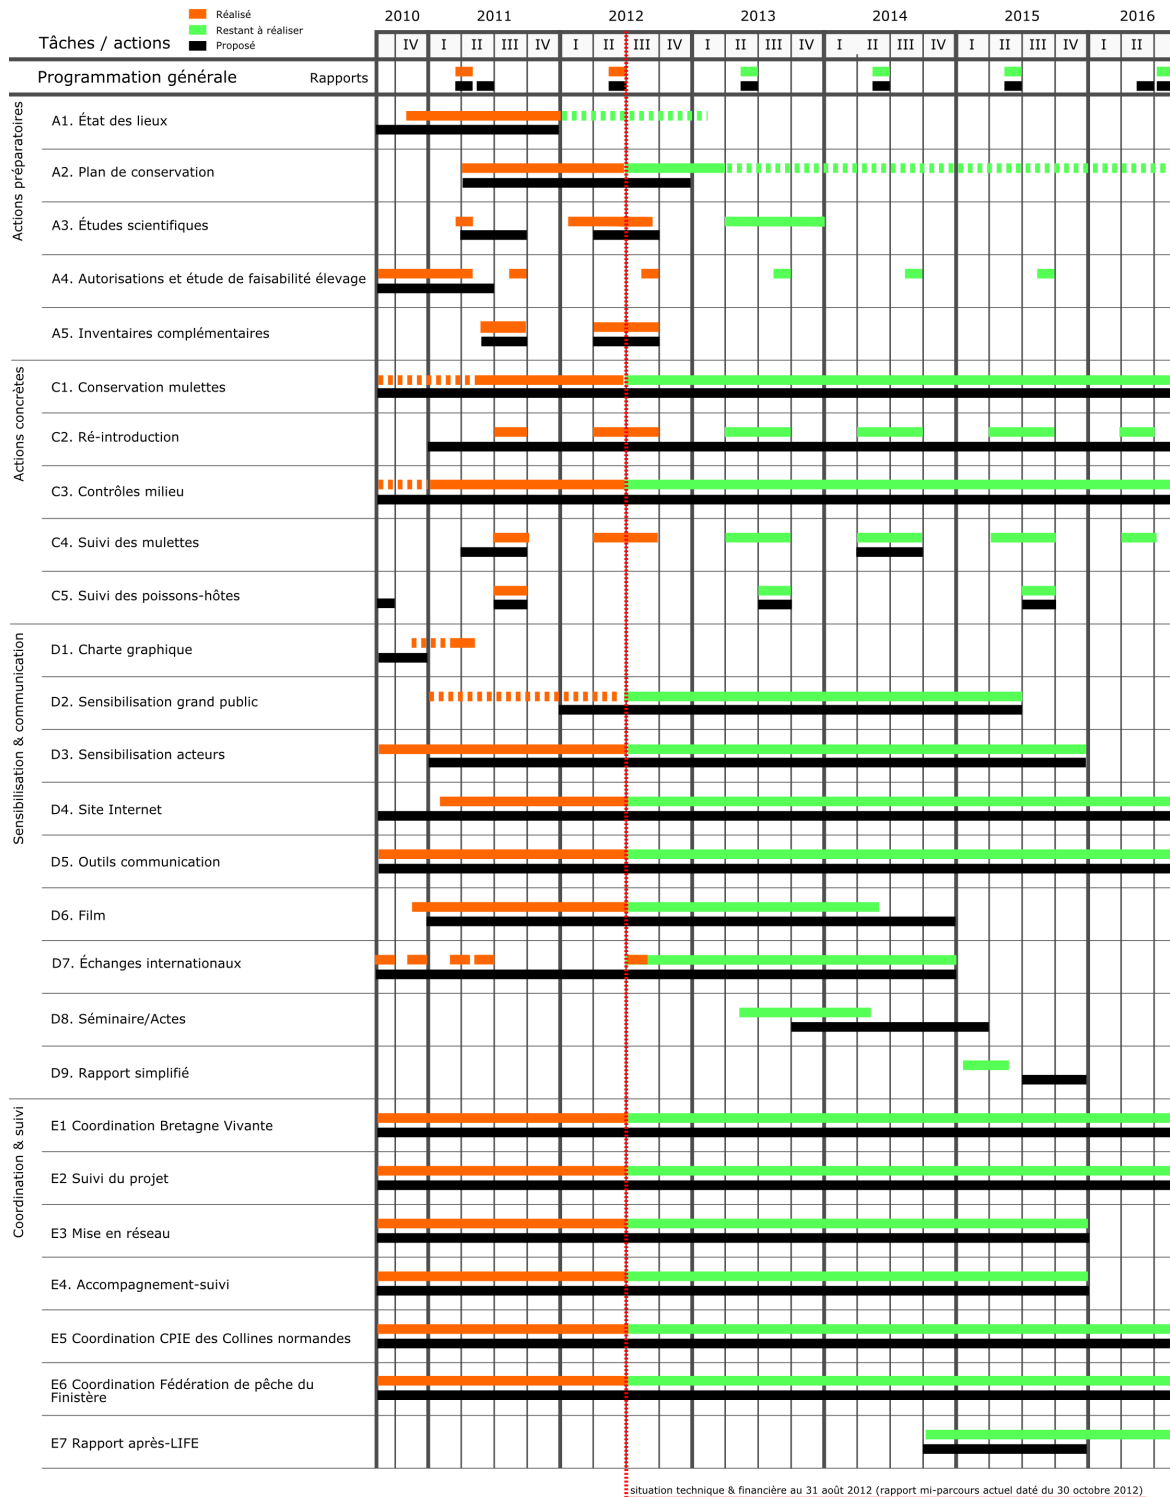 Réalisé
Restant à réaliser
Proposé
Tâches / actions
2010 2011 2012 2013 2014 2015 2016
IV I II III IV I II III IV I II III IV I II III IV I II III IV I II
Programmation générale Rapports
Actions préparatoires
A1. État des lieux
A2. Plan de conservation
A3. Études scientifiques
A4. Autorisations et étude de faisabilité élevage
A5. Inventaires complémentaires
Actions concrètes
C1. Conservation mulettes
C2. Ré-introduction
C3. Contrôles milieu
C4. Suivi des mulettes
C5. Suivi des poissons-hôtes
Sensibilisation & communication
D1. Charte graphique
D2. Sensibilisation grand public
D3. Sensibilisation acteurs
D4. Site Internet
D5. Outils communication
D6. Film
D7. Échanges internationaux
D8. Séminaire/Actes
D9. Rapport simplifié
Coordination & suivi
E1 Coordination Bretagne Vivante
E2 Suivi du projet
E3 Mise en réseau
E4. Accompagnement-suivi
E5 Coordination CPIE des Collines normandes
E6 Coordination Fédération de pêche du
Finistère
E7 Rapport après-LIFE
situation technique & financière au 31 août 2012 (rapport mi-parcours actuel daté du 30 octobre 2012)